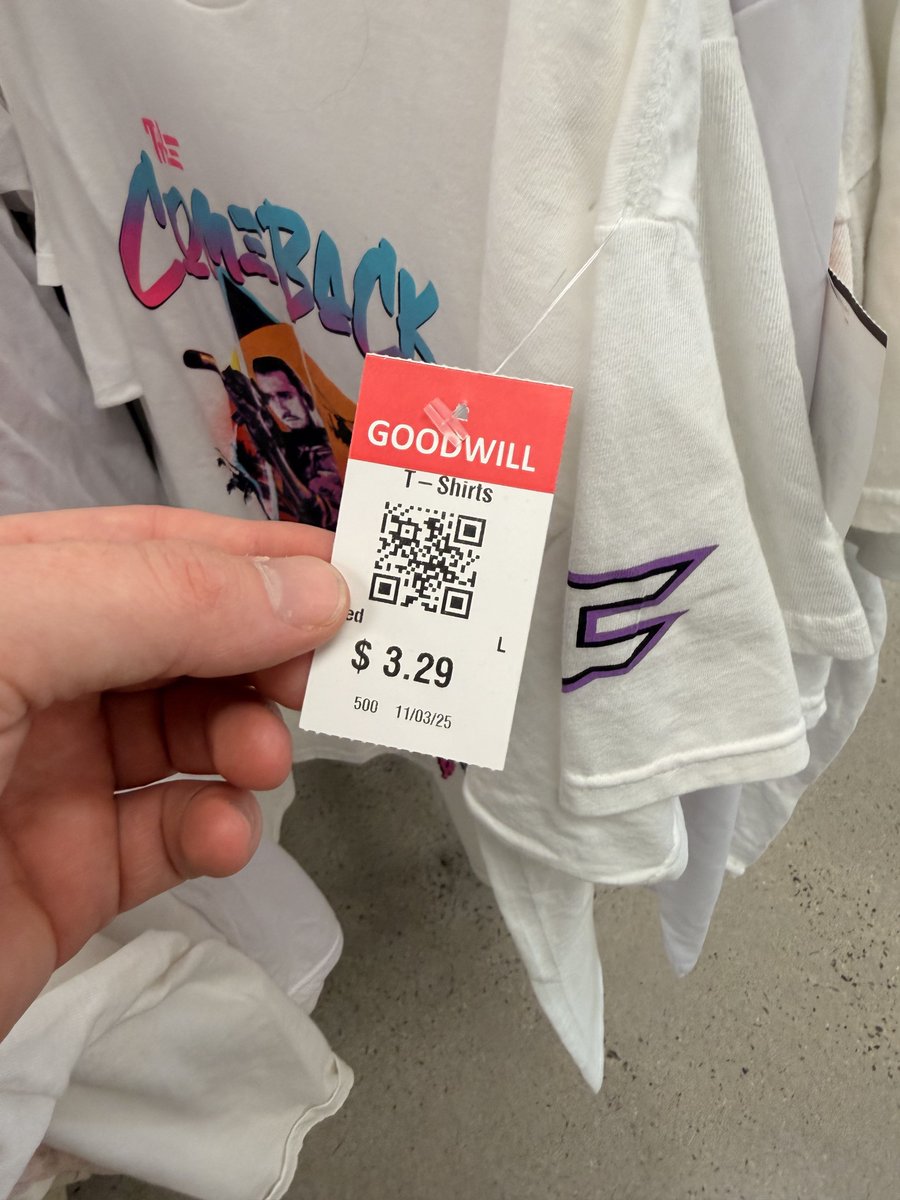 THE
COMEBACK
GOODWILL
T-Shirts
ed
L
$ 3.29
500 11/03/25